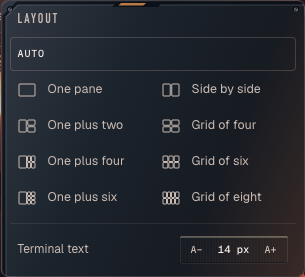 LAYOUT
AUTO
One pane
Side by side
One plus two
Grid of four
One plus four
Grid of six
One plus six
Grid of eight
Terminal text A− 14 px A+